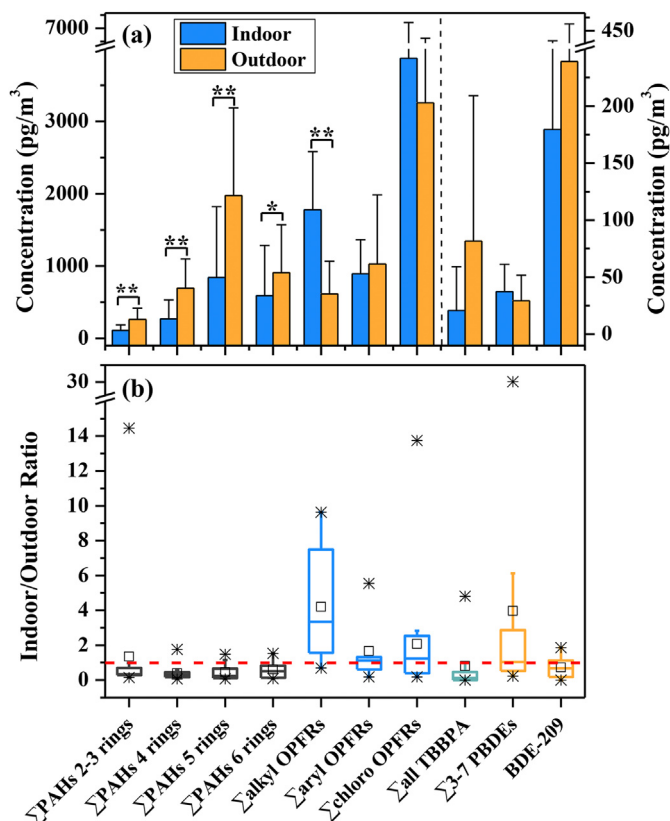 (a)
Indoor
Outdoor
Concentration (pg/m³)
7000
3000
2000
1000
0
**
**
**
*
**
450
200
150
100
50
0
Concentration (pg/m³)
(b)
Indoor/Outdoor Ratio
30
14
12
10
8
6
4
2
0
∑PAHs 2-3 rings
∑PAHs 4 rings
∑PAHs 5 rings
∑PAHs 6 rings
∑alkyl OPFRs
∑aryl OPFRs
∑chloro OPFRs
∑all TBBPA
∑3-7 PBDEs
BDE-209